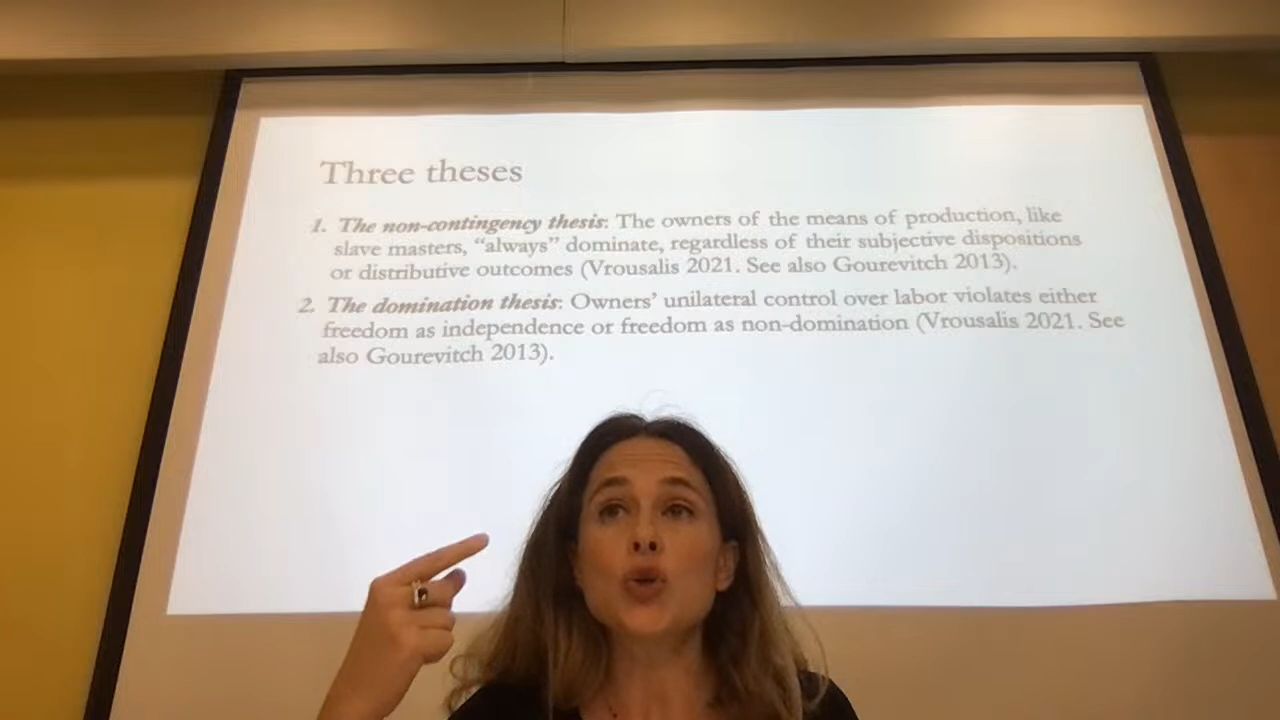 Three theses
1. The non-contingency thesis: The owners of the means of production, like
slave masters, “always” dominate, regardless of their subjective dispositions
or distributive outcomes (Vrousalis 2021. See also Gourevitch 2013).
2. The domination thesis: Owners’ unilateral control over labor violates either
freedom as independence or freedom as non-domination (Vrousalis 2021. See
also Gourevitch 2013).